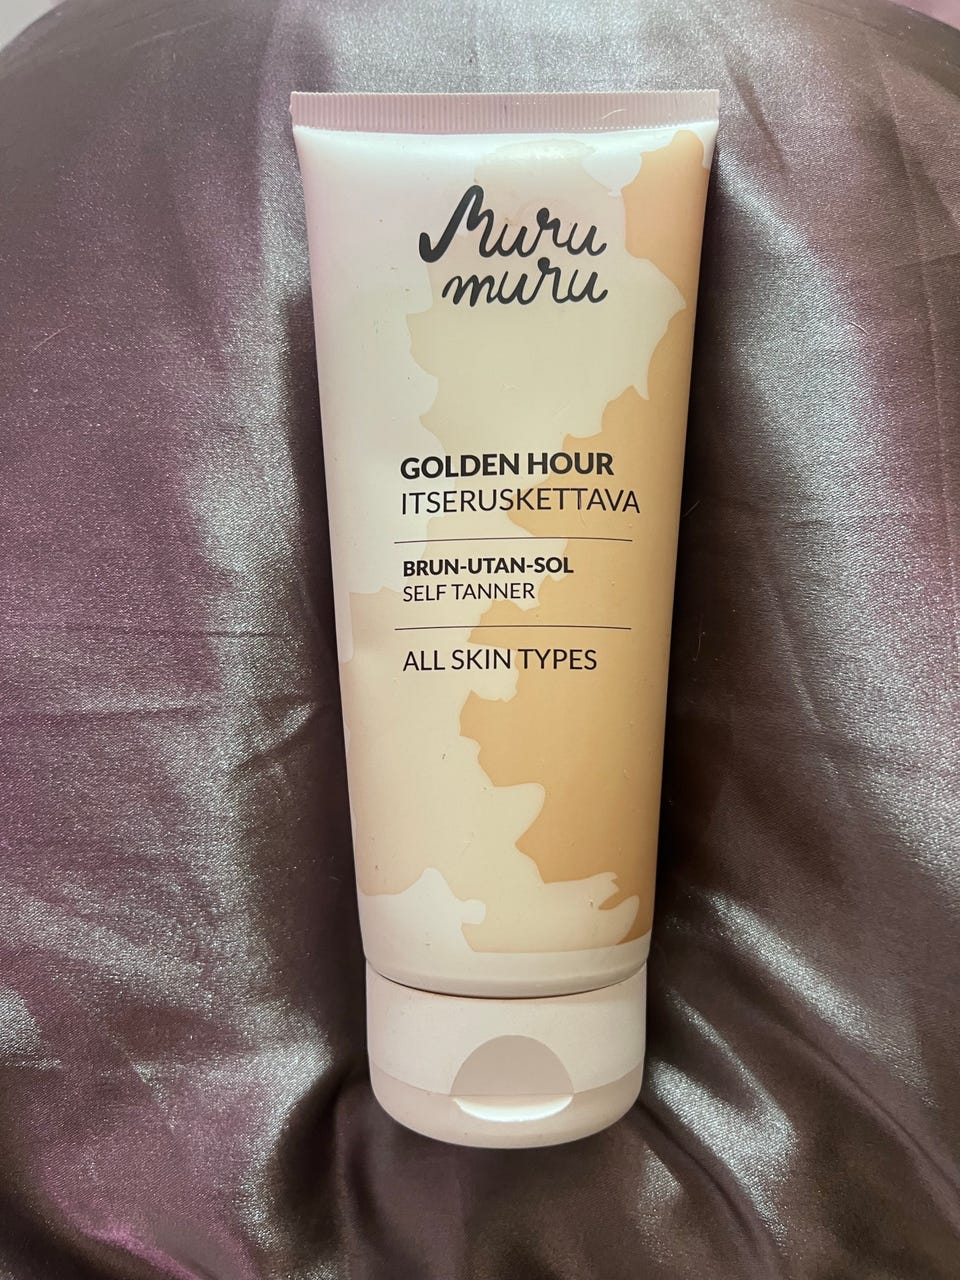 Muru
muru
GOLDEN HOUR
ITSERUSKETTAVA
BRUN-UTAN-SOL
SELF TANNER
ALL SKIN TYPES